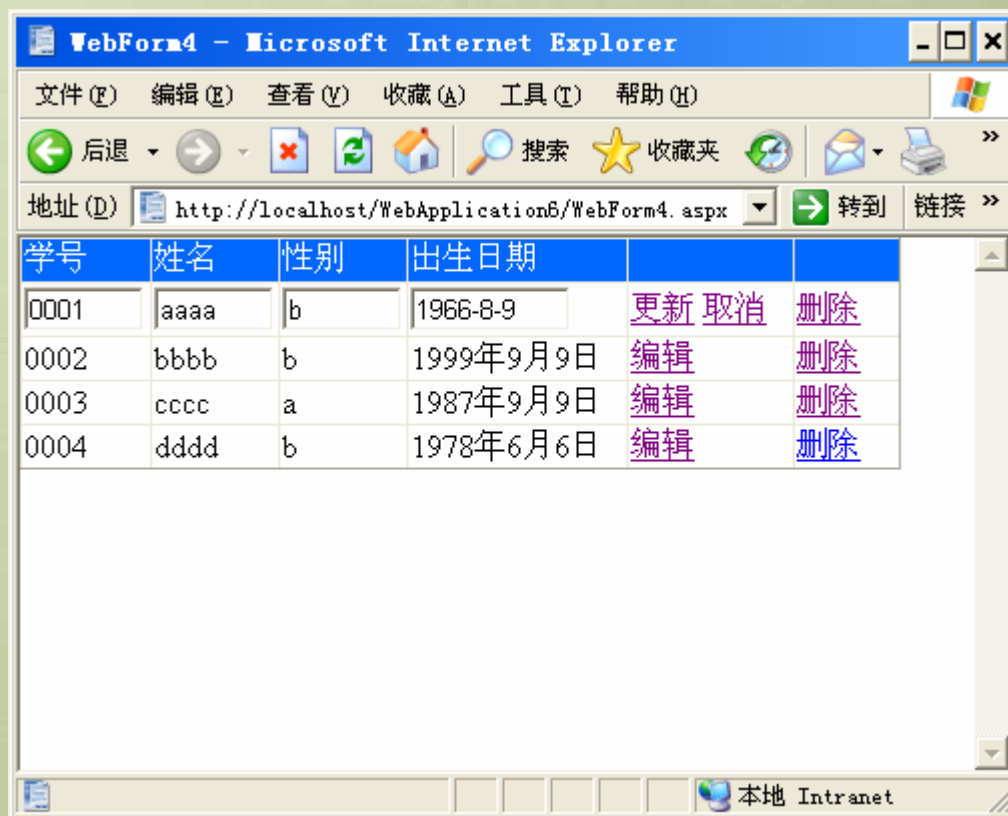 WebForm4 - Microsoft Internet Explorer
文件(F) 编辑(E) 查看(V) 收藏(A) 工具(T) 帮助(H)
后退 搜索 收藏夹 »
地址(D) http://localhost/WebApplication6/WebForm4.aspx 转到 链接 »
学号 姓名 性别 出生日期
0001 aaaa b 1966-8-9 更新 取消 删除
0002 bbbb b 1999年9月9日 编辑 删除
0003 cccc a 1987年9月9日 编辑 删除
0004 dddd b 1978年6月6日 编辑 删除
本地 Intranet